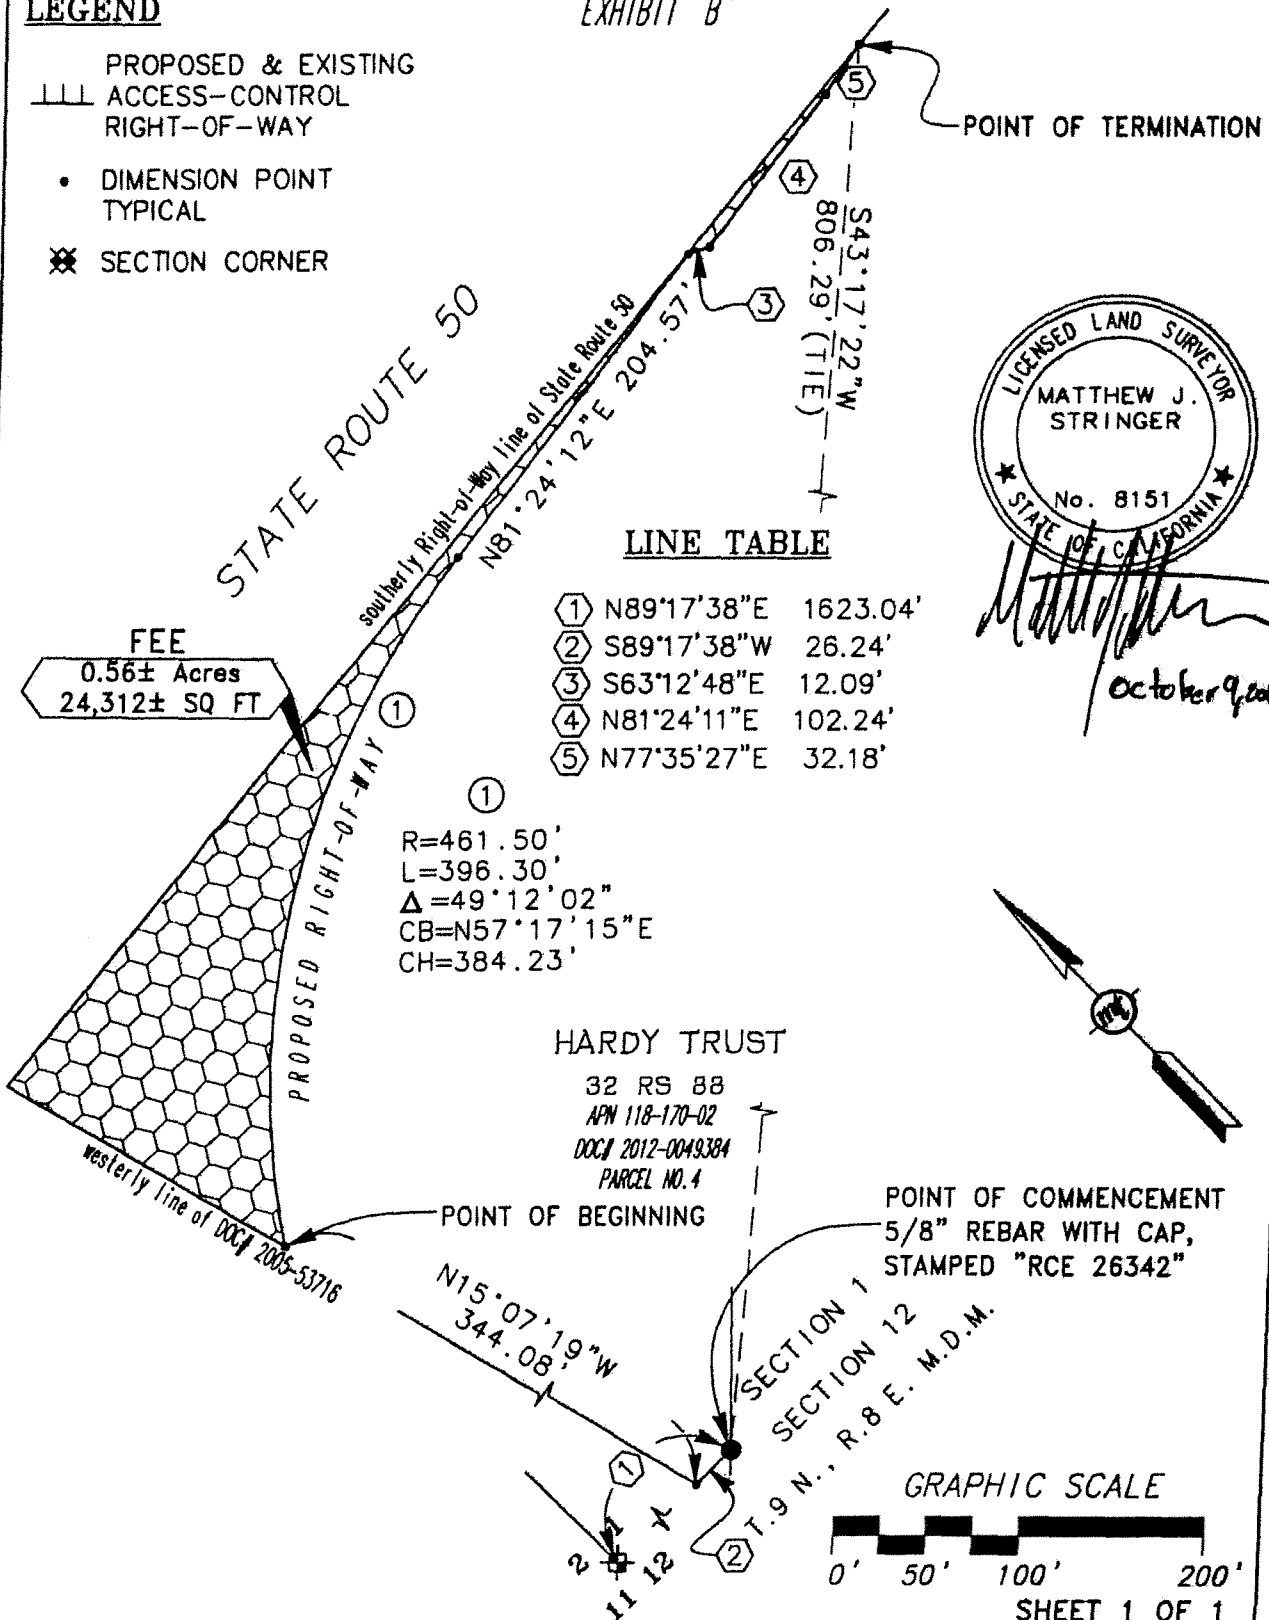 LEGEND
EXHIBIT B
PROPOSED & EXISTING
ACCESS-CONTROL
RIGHT-OF-WAY
DIMENSION POINT
TYPICAL
SECTION CORNER
5
POINT OF TERMINATION
4
S43°17'22"W
806.29' (TIE)
3
STATE ROUTE 50
southerly Right-of-Way line of State Route 50
N81°24'12"E 204.57'
LICENSED LAND SURVEYOR
MATTHEW J.
STRINGER
No. 8151
STATE OF CALIFORNIA
LINE TABLE
1 N89°17'38"E 1623.04'
2 S89°17'38"W 26.24'
3 S63°12'48"E 12.09'
4 N81°24'11"E 102.24'
5 N77°35'27"E 32.18'
October 9,
FEE
0.56± Acres
24,312± SQ FT
1
PROPOSED RIGHT-OF-WAY
1
R=461.50'
L=396.30'
Δ=49°12'02"
CB=N57°17'15"E
CH=384.23'
HARDY TRUST
32 RS 88
APN 118-170-02
DOC# 2012-0049384
PARCEL NO. 4
westerly line of DOC# 2005-53716
POINT OF BEGINNING
POINT OF COMMENCEMENT
5/8" REBAR WITH CAP,
STAMPED "RCE 26342"
N15°07'19"W
344.08'
SECTION 1
SECTION 12
T.9 N., R.8 E. M.D.M.
1
2
2 1
11 12
GRAPHIC SCALE
0' 50' 100' 200'
SHEET 1 OF 1